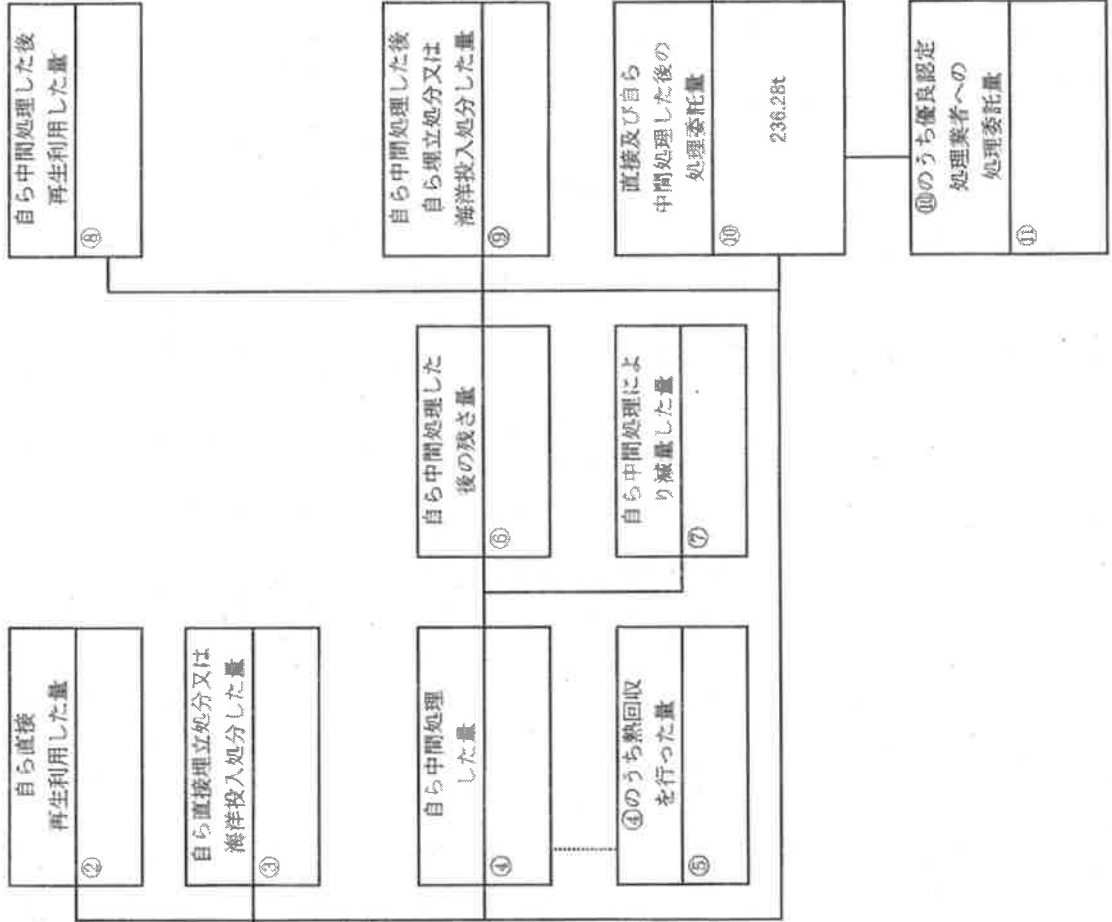 自ら直接
再生利用した量
②
自ら直接埋立処分又は
海洋投入処分した量
③
自ら中間処理
した量
④
④のうち熱回収
を行った量
⑤
自ら中間処理した
後の残さ量
⑥
自ら中間処理によ
り減量した量
⑦
自ら中間処理した後
再生利用した量
⑧
自ら中間処理した後
自ら埋立処分又は
海洋投入処分した量
⑨
直接及び自ら
中間処理した後の
処理委託量
⑩
236.28t
⑩のうち優良認定
処理業者への
処理委託量
⑪